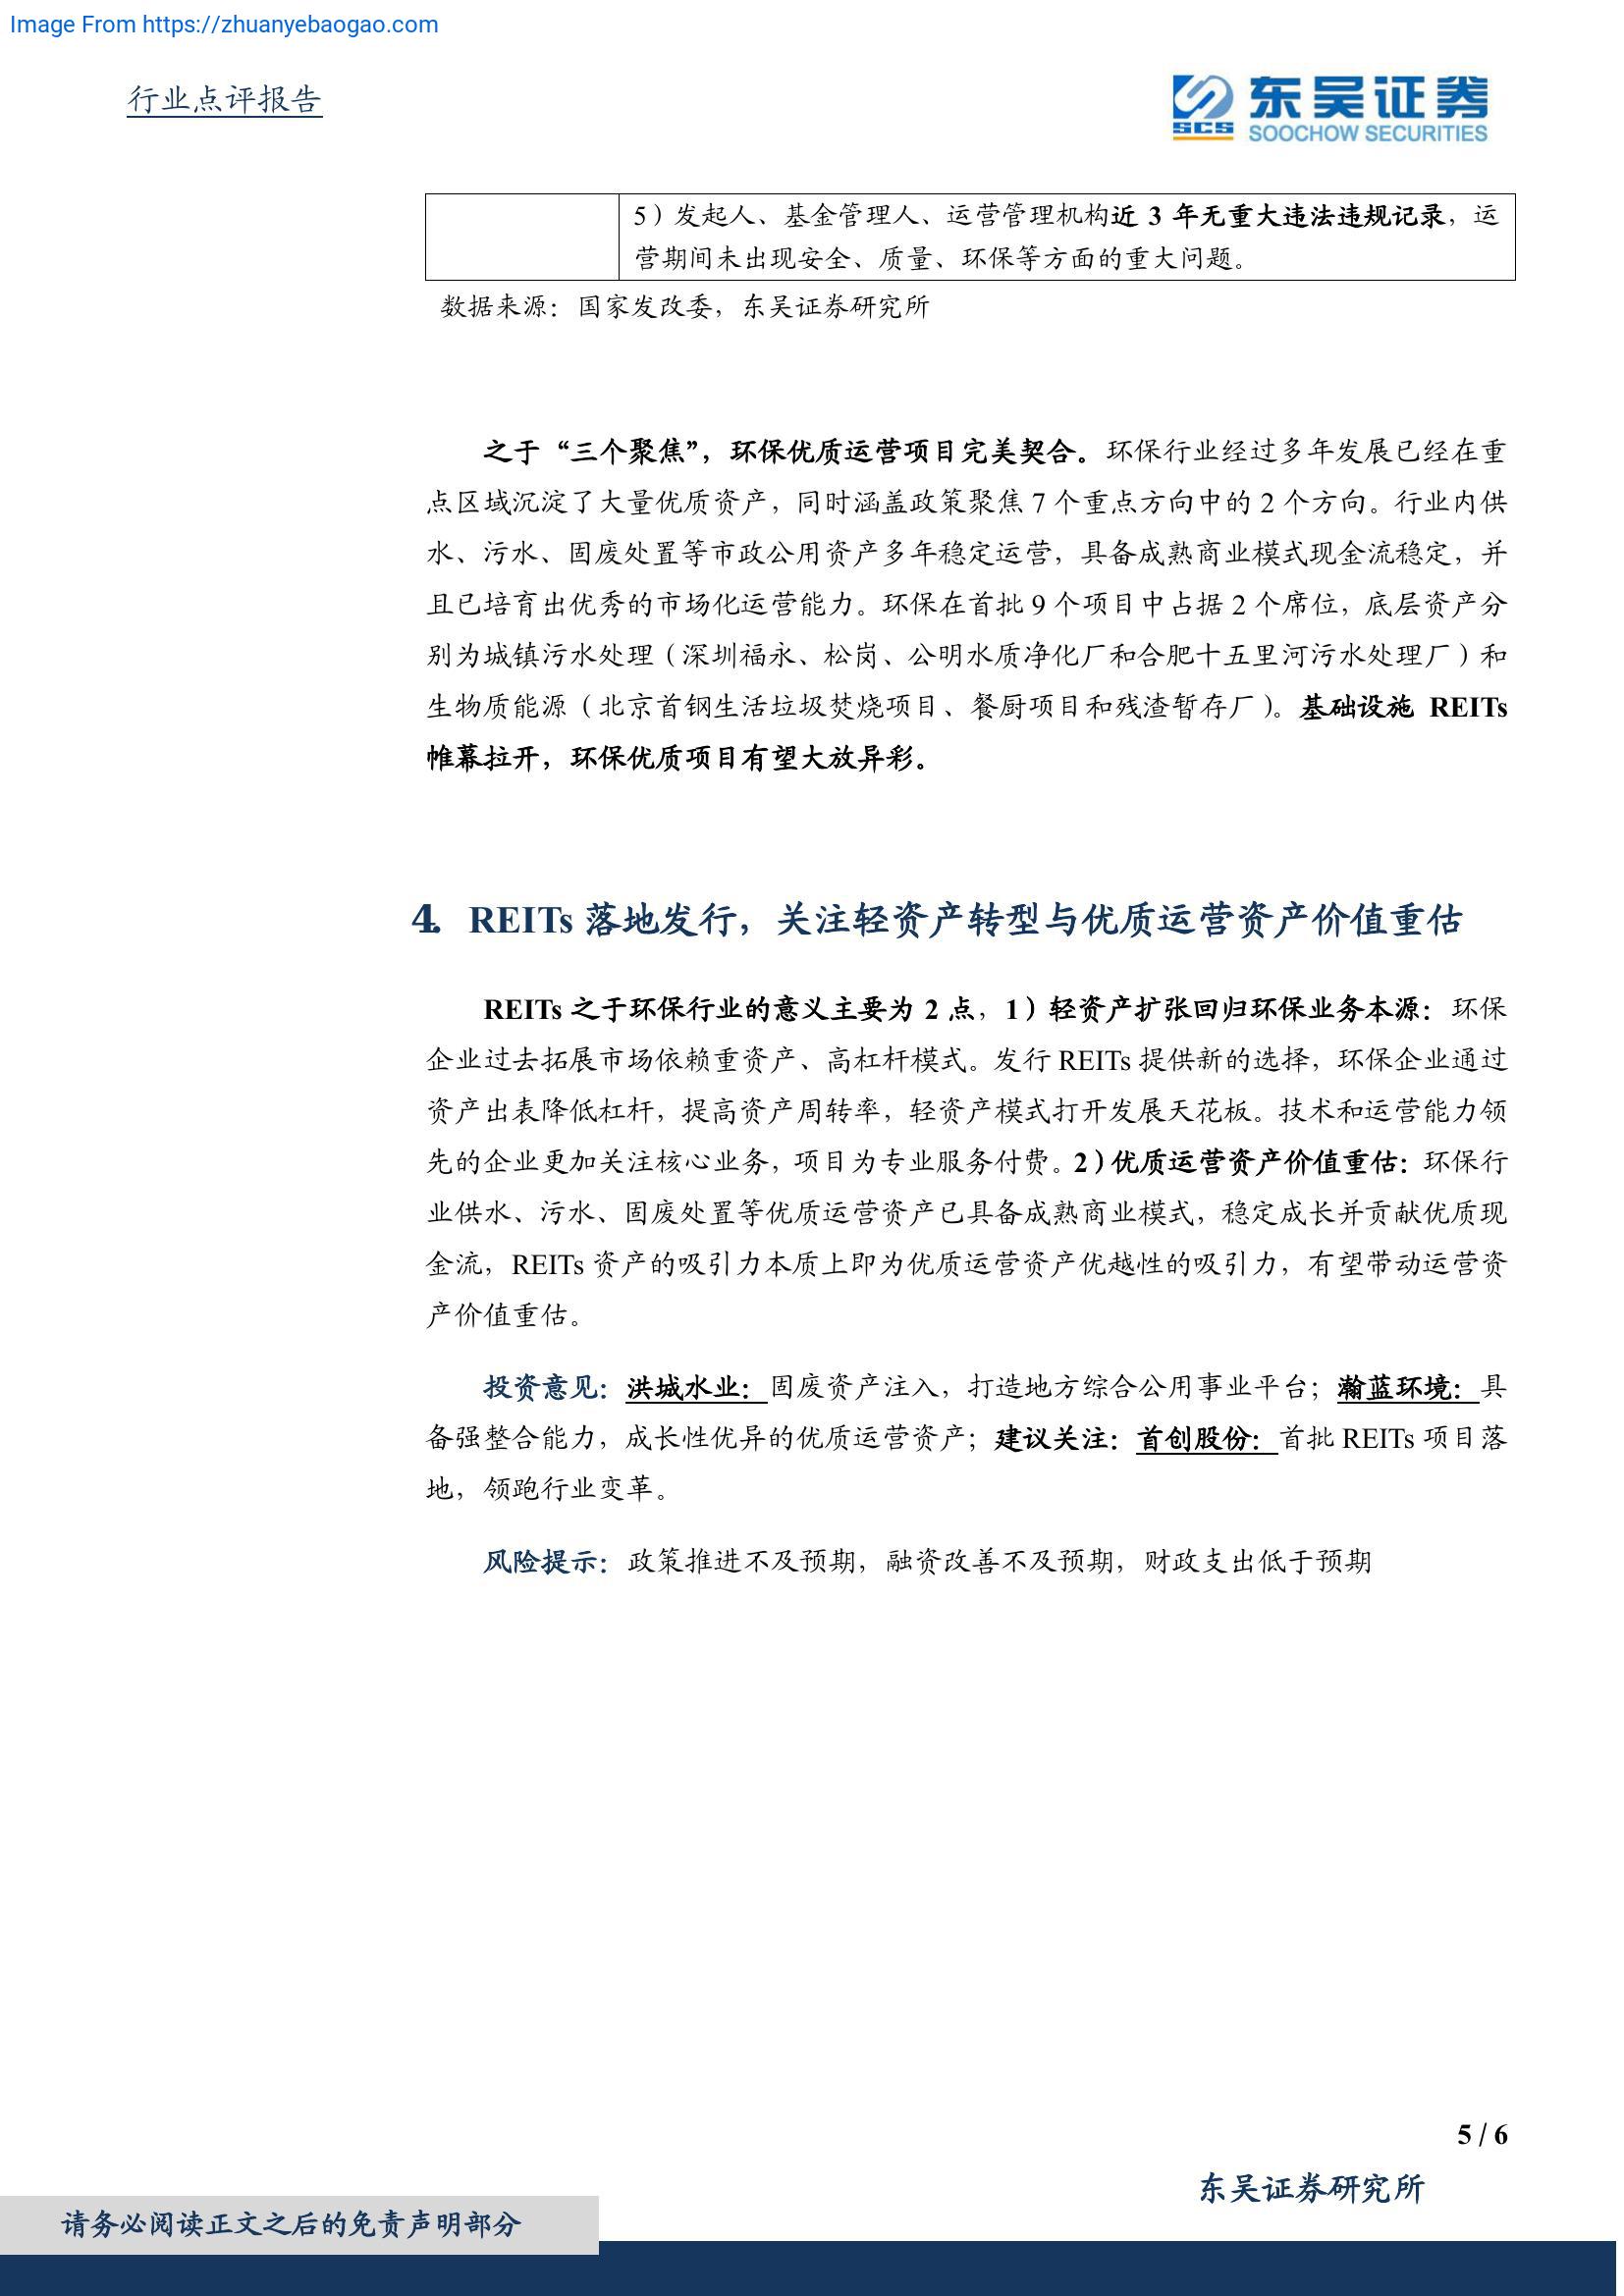 Image From https://zhuanyebaogao.com
行业点评报告
SCS
东吴证券
SOOCHOW SECURITIES
5）发起人、基金管理人、运营管理机构近 3 年无重大违法违规记录，运
营期间未出现安全、质量、环保等方面的重大问题。
数据来源：国家发改委，东吴证券研究所
之于“三个聚焦”，环保优质运营项目完美契合。环保行业经过多年发展已经在重
点区域沉淀了大量优质资产，同时涵盖政策聚焦 7 个重点方向中的 2 个方向。行业内供
水、污水、固废处置等市政公用资产多年稳定运营，具备成熟商业模式现金流稳定，并
且已培育出优秀的市场化运营能力。环保在首批 9 个项目中占据 2 个席位，底层资产分
别为城镇污水处理（深圳福永、松岗、公明水质净化厂和合肥十五里河污水处理厂）和
生物质能源（北京首钢生活垃圾焚烧项目、餐厨项目和残渣暂存厂）。基础设施 REITs
帷幕拉开，环保优质项目有望大放异彩。
4. REITs 落地发行，关注轻资产转型与优质运营资产价值重估
REITs 之于环保行业的意义主要为 2 点，1）轻资产扩张回归环保业务本源：环保
企业过去拓展市场依赖重资产、高杠杆模式。发行 REITs 提供新的选择，环保企业通过
资产出表降低杠杆，提高资产周转率，轻资产模式打开发展天花板。技术和运营能力领
先的企业更加关注核心业务，项目为专业服务付费。2）优质运营资产价值重估：环保行
业供水、污水、固废处置等优质运营资产已具备成熟商业模式，稳定成长并贡献优质现
金流，REITs 资产的吸引力本质上即为优质运营资产优越性的吸引力，有望带动运营资
产价值重估。
投资意见：洪城水业：固废资产注入，打造地方综合公用事业平台；瀚蓝环境：具
备强整合能力，成长性优异的优质运营资产；建议关注：首创股份：首批 REITs 项目落
地，领跑行业变革。
风险提示：政策推进不及预期，融资改善不及预期，财政支出低于预期
5 / 6
东吴证券研究所
请务必阅读正文之后的免责声明部分